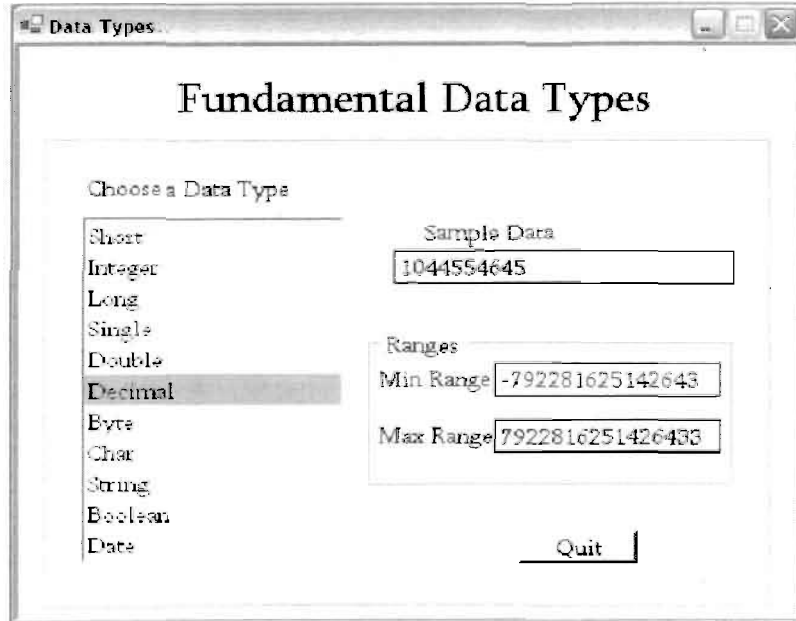 Data Types
Fundamental Data Types
Choose a Data Type
Short
Integer
Long
Single
Double
Decimal
Byte
Char
String
Boolean
Date
Sample Data
1044554645
Ranges
Min Range -792281625142643
Max Range 7922816251426433
Quit